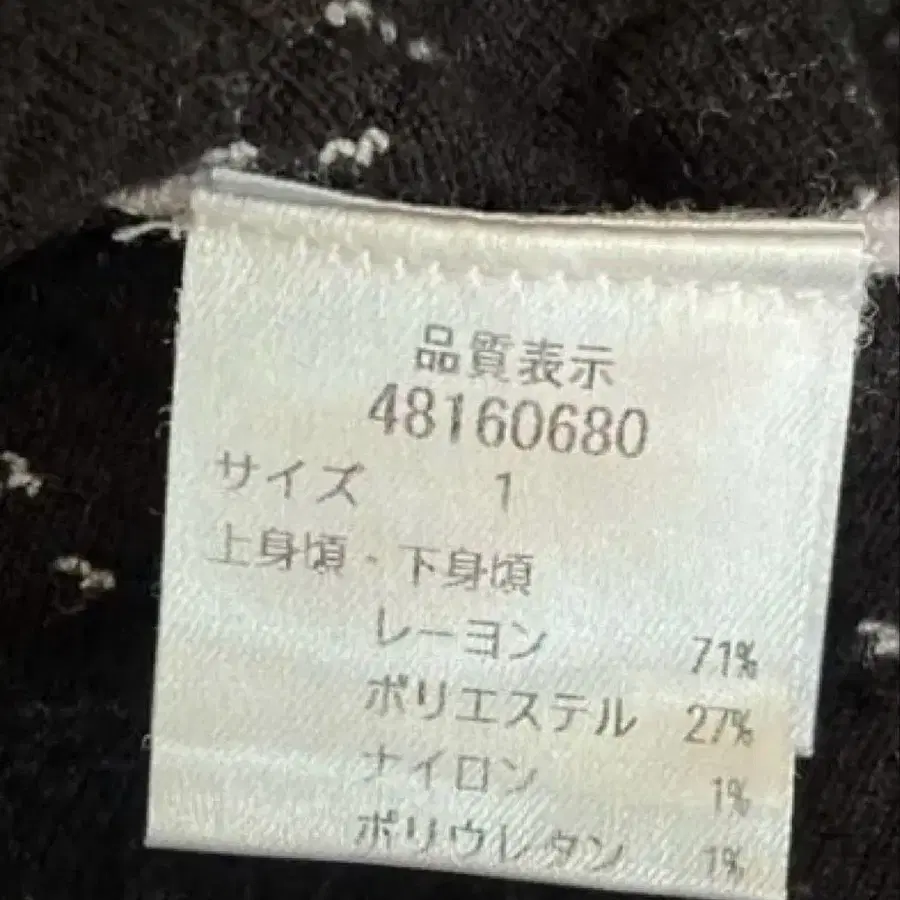 品質表示
48160680
サイズ 1
上身頃・下身頃
レーヨン 71%
ポリエステル 27%
ナイロン 1%
ポリウレタン 1%